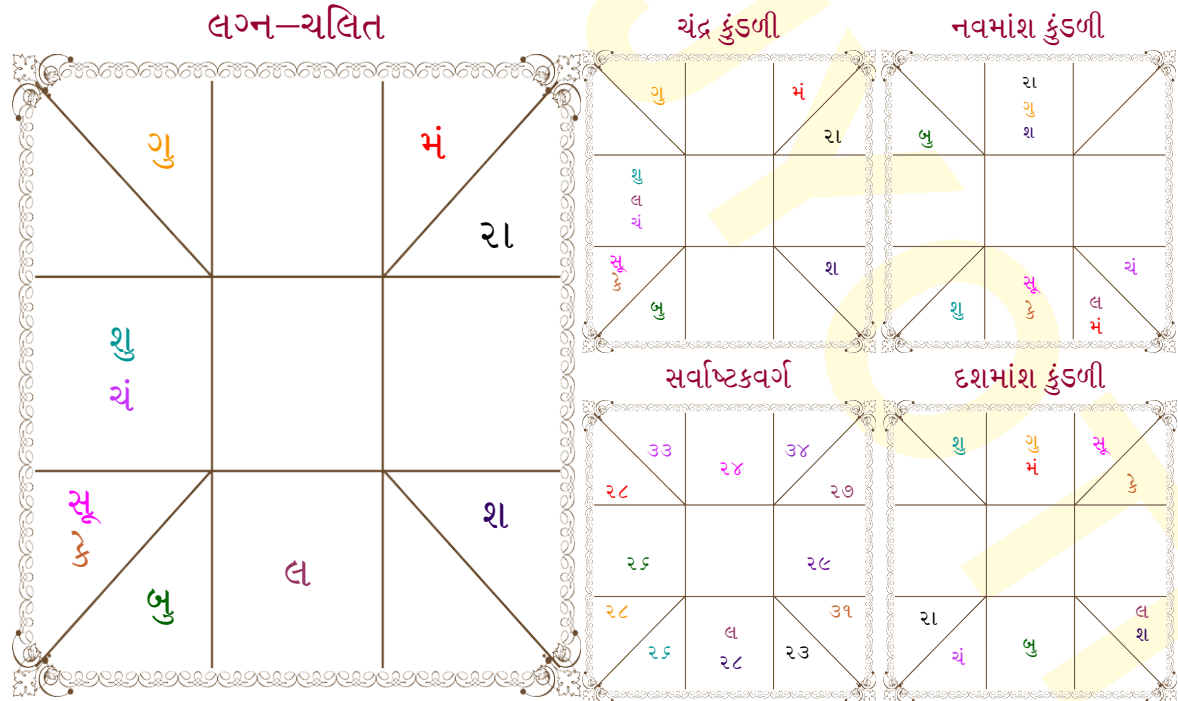 લગ્ન–ચલિત
ગુ
મં
રા
શુ
ચં
સૂ
કે
બુ
લ
શ
ચંદ્ર કુંડળી
ગુ
મં
રા
શુ
લ
ચં
સૂ
કે
બુ
શ
નવમાંશ કુંડળી
રા
ગુ
શ
બુ
શુ
સૂ
કે
ચં
લ
મં
સર્વાષ્ટકવર્ગ
૩૩
૨૪
૩૪
૨૮
૨૭
૨૬
૨૯
૨૮
૩૧
૨૬
લ
૨૮
૨૩
દશમાંશ કુંડળી
શુ
ગુ
મં
સૂ
કે
રા
ચં
બુ
લ
શ